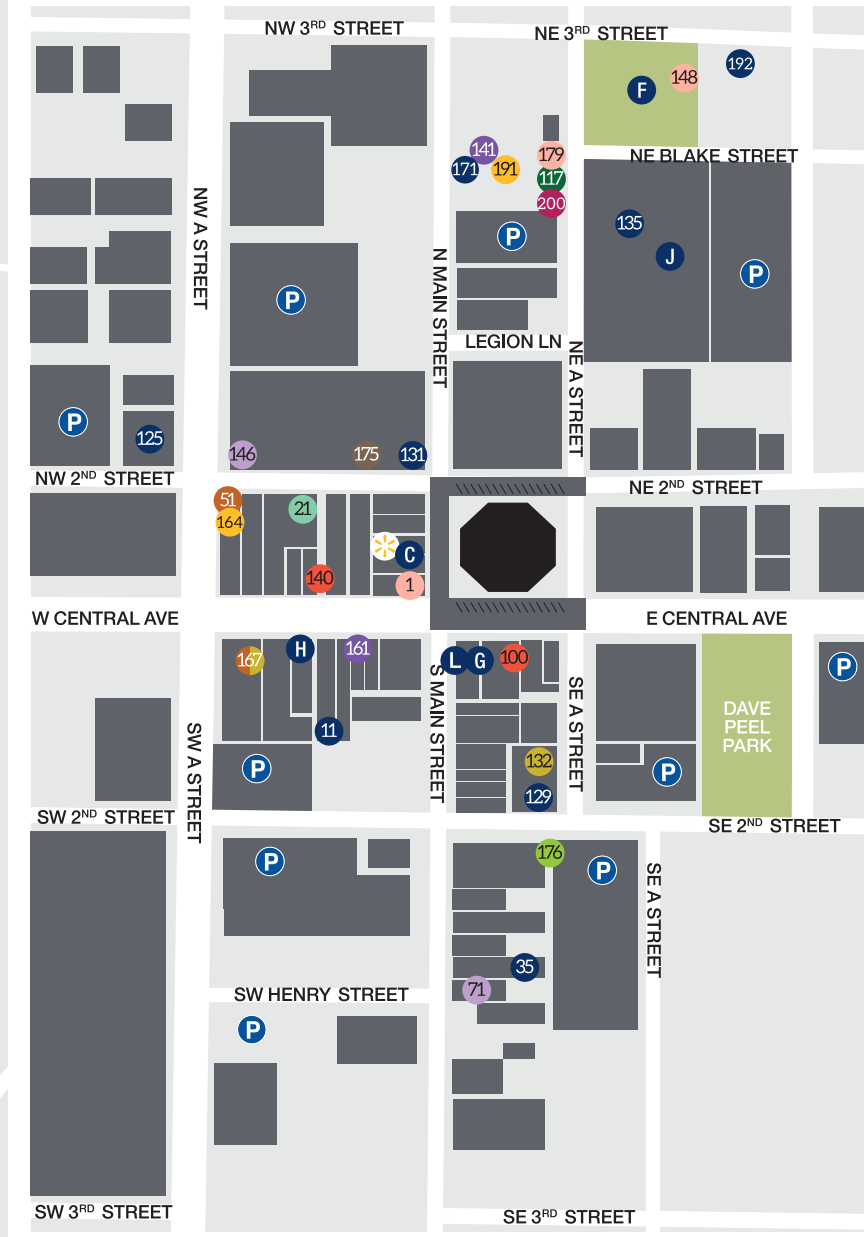 NW 3RD STREET
NE 3RD STREET
192
148
F
141
179
NE BLAKE STREET
171
191
117
NW A STREET
200
135
P
J
N MAIN STREET
P
P
LEGION LN
NE A STREET
P
125
146
175
131
NW 2ND STREET
NE 2ND STREET
51
21
164
C
140
1
W CENTRAL AVE
E CENTRAL AVE
H
161
167
L
G
100
P
S MAIN STREET
SE A STREET
DAVE
PEEL
PARK
11
SW A STREET
P
132
P
129
SW 2ND STREET
SE 2ND STREET
176
P
P
SE A STREET
35
71
SW HENRY STREET
P
SW 3RD STREET
SE 3RD STREET